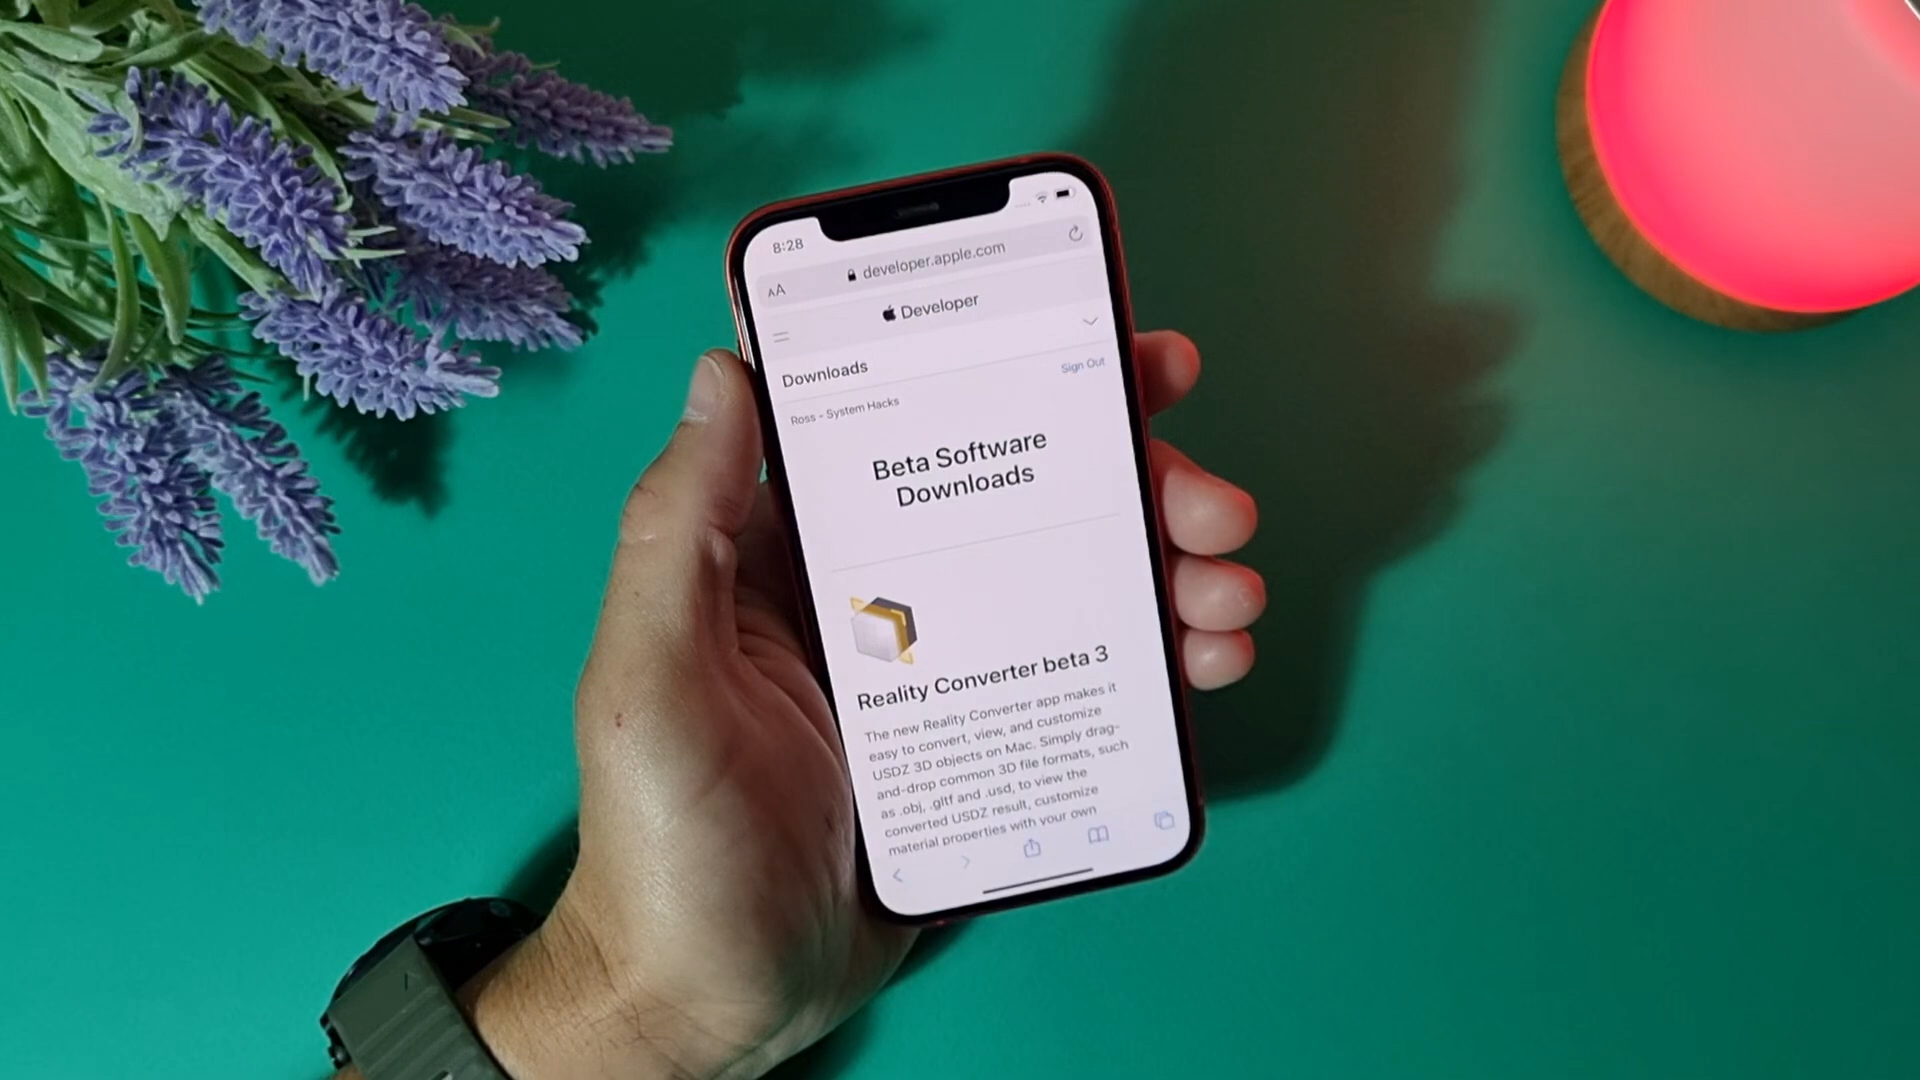 8:28
AA developer.apple.com
Developer
Downloads
Sign Out
Ross - System Hacks
Beta Software
Downloads
Reality Converter beta 3
The new Reality Converter app makes it
easy to convert, view, and customize
USDZ 3D objects on Mac. Simply drag-
and-drop common 3D file formats, such
as .obj, .gltf and .usd, to view the
converted USDZ result, customize
material properties with your own